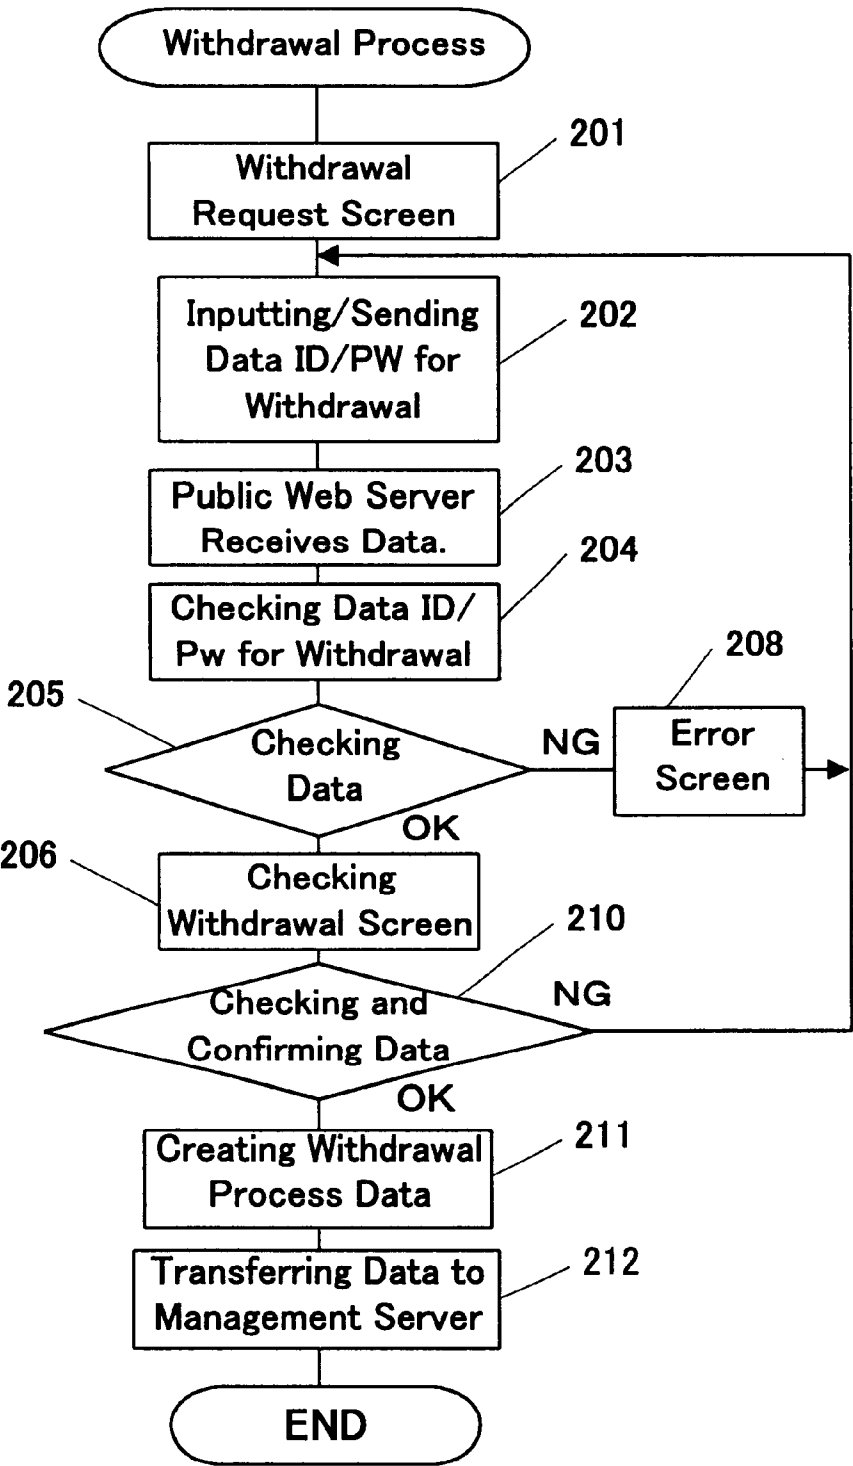 Withdrawal Process
201
Withdrawal
Request Screen
202
Inputting/Sending
Data ID/PW for
Withdrawal
203
Public Web Server
Receives Data.
204
Checking Data ID/
Pw for Withdrawal
208
205
Checking
Data
NG
Error
Screen
OK
206
Checking
Withdrawal Screen
210
Checking and
Confirming Data
NG
OK
211
Creating Withdrawal
Process Data
212
Transferring Data to
Management Server
END